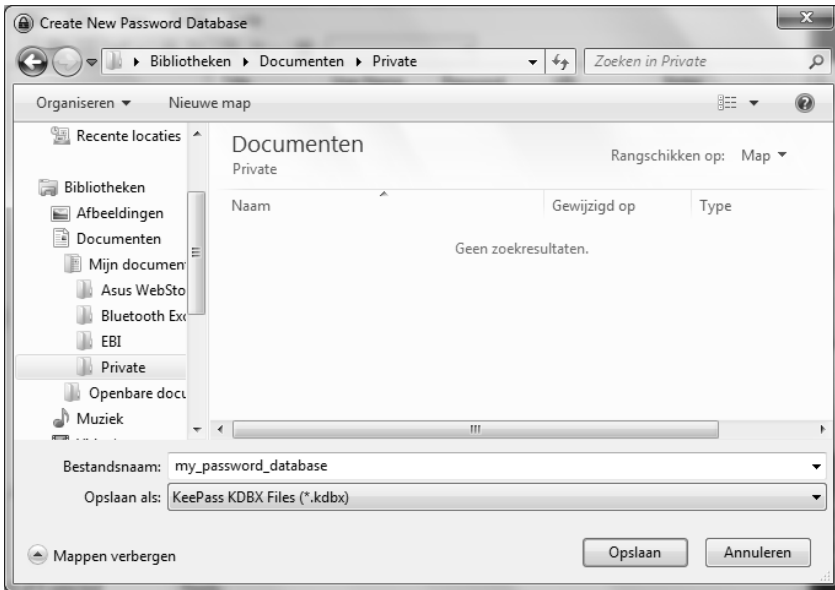 Create New Password Database
Bibliotheken Documenten Private
Zoeken in Private
Organiseren Nieuwe map
Recente locaties
Bibliotheken
Afbeeldingen
Documenten
Mijn documen
Asus WebSto
Bluetooth Exc
EBI
Private
Openbare docu
Muziek
Documenten
Private
Rangschikken op: Map
Naam Gewijzigd op Type
Geen zoekresultaten.
Bestandsnaam: my_password_database
Opslaan als: KeePass KDBX Files (*.kdbx)
Mappen verbergen
Opslaan Annuleren